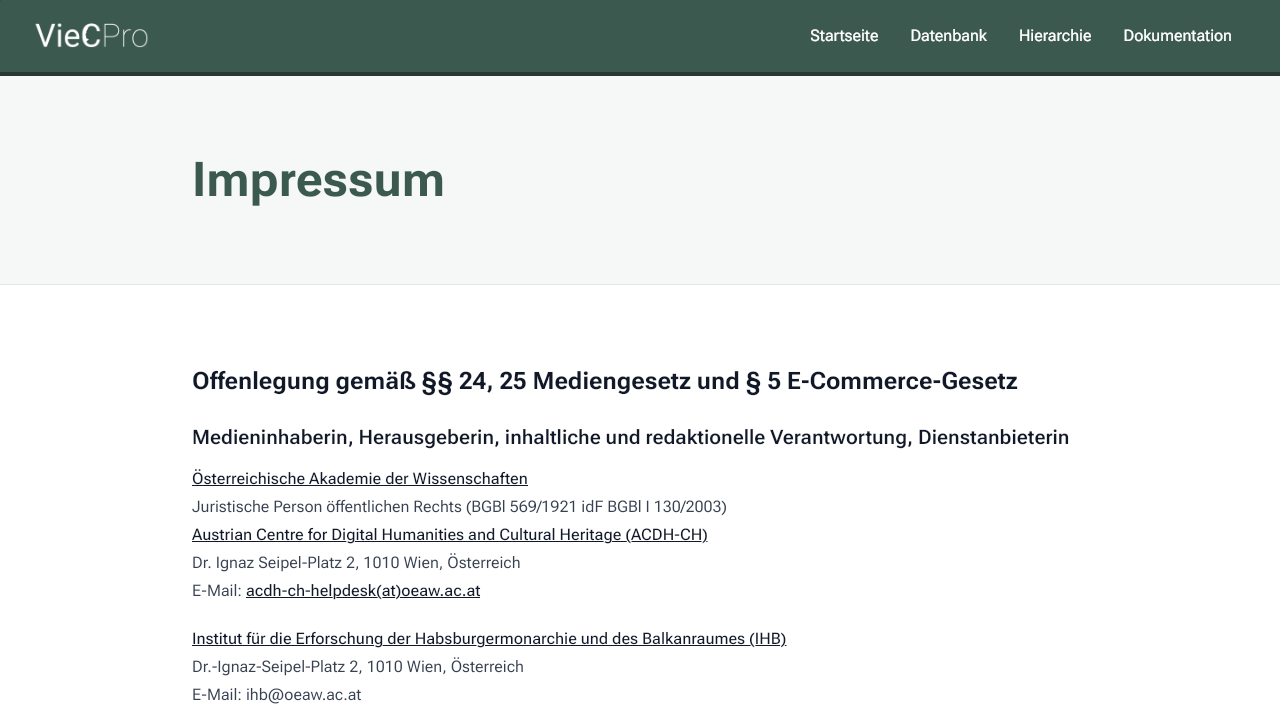 VieCPro
Startseite Datenbank Hierarchie Dokumentation
Impressum
Offenlegung gemäß §§ 24, 25 Mediengesetz und § 5 E-Commerce-Gesetz
Medieninhaberin, Herausgeberin, inhaltliche und redaktionelle Verantwortung, Dienstanbieterin
Österreichische Akademie der Wissenschaften
Juristische Person öffentlichen Rechts (BGBl 569/1921 idF BGBl I 130/2003)
Austrian Centre for Digital Humanities and Cultural Heritage (ACDH-CH)
Dr. Ignaz Seipel-Platz 2, 1010 Wien, Österreich
E-Mail: acdh-ch-helpdesk(at)oeaw.ac.at
Institut für die Erforschung der Habsburgermonarchie und des Balkanraumes (IHB)
Dr.-Ignaz-Seipel-Platz 2, 1010 Wien, Österreich
E-Mail: ihb@oeaw.ac.at